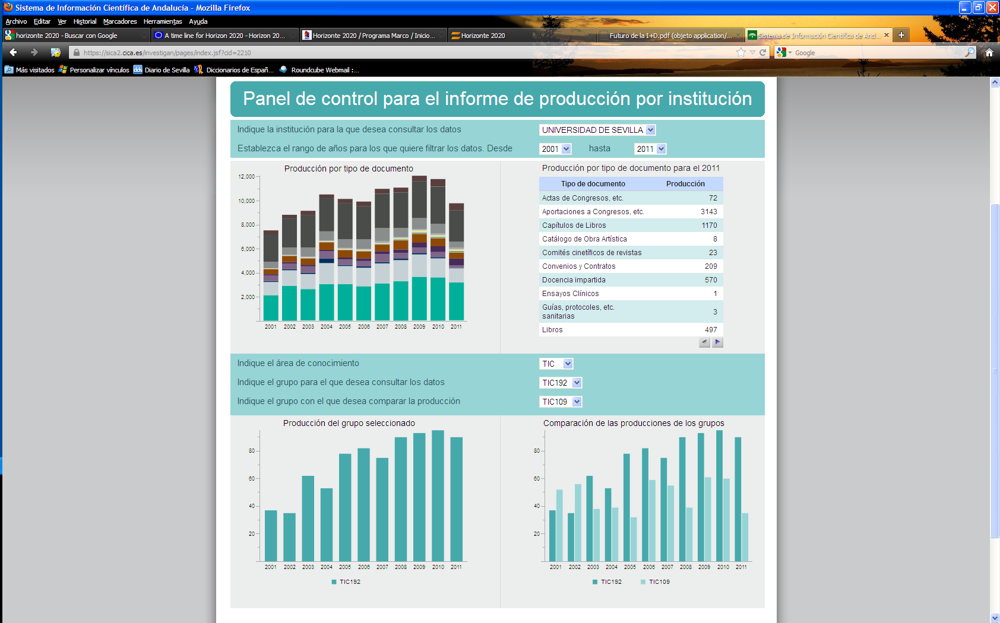 Sistema de Información Científica de Andalucía - Mozilla Firefox
Archivo Editar Ver Historial Marcadores Herramientas Ayuda
horizonte 2020 - Buscar con Google
A time line for Horizon 2020 - Horizon 20...
Horizonte 2020 / Programa Marco / Inicio...
Horizonte 2020
Futuro de la I+D.pdf (objeto application/...
Sistema de Información Científica de And...
https://sica2.cica.es/investigan/pages/index.jsf?cid=2210
Google
Más visitados Personalizar vínculos dds Diario de Sevilla Diccionarios de Españ... Roundcube Webmail :...
Panel de control para el informe de producción por institución
Indique la institución para la que desea consultar los datos UNIVERSIDAD DE SEVILLA
Establezca el rango de años para los que quiere filtrar los datos. Desde 2001 hasta 2011
Producción por tipo de documento
12,000
10,000
8,000
6,000
4,000
2,000
2001 2002 2003 2004 2005 2006 2007 2008 2009 2010 2011
Producción por tipo de documento para el 2011
Tipo de documento Producción
Actas de Congresos, etc. 72
Aportaciones a Congresos, etc. 3143
Capítulos de Libros 1170
Catálogo de Obra Artística 8
Comités cinetíficos de revistas 23
Convenios y Contratos 209
Docencia impartida 570
Ensayos Clínicos 1
Guías, protocoles, etc.
sanitarias 3
Libros 497
Indique el área de conocimiento TIC
Indique el grupo para el que desea consultar los datos TIC192
Indique el grupo con el que desea comparar la producción TIC109
Producción del grupo seleccionado
80
60
40
20
2001 2002 2003 2004 2005 2006 2007 2008 2009 2010 2011
TIC192
Comparación de las producciones de los grupos
80
60
40
20
2001 2002 2003 2004 2005 2006 2007 2008 2009 2010 2011
TIC192 TIC109